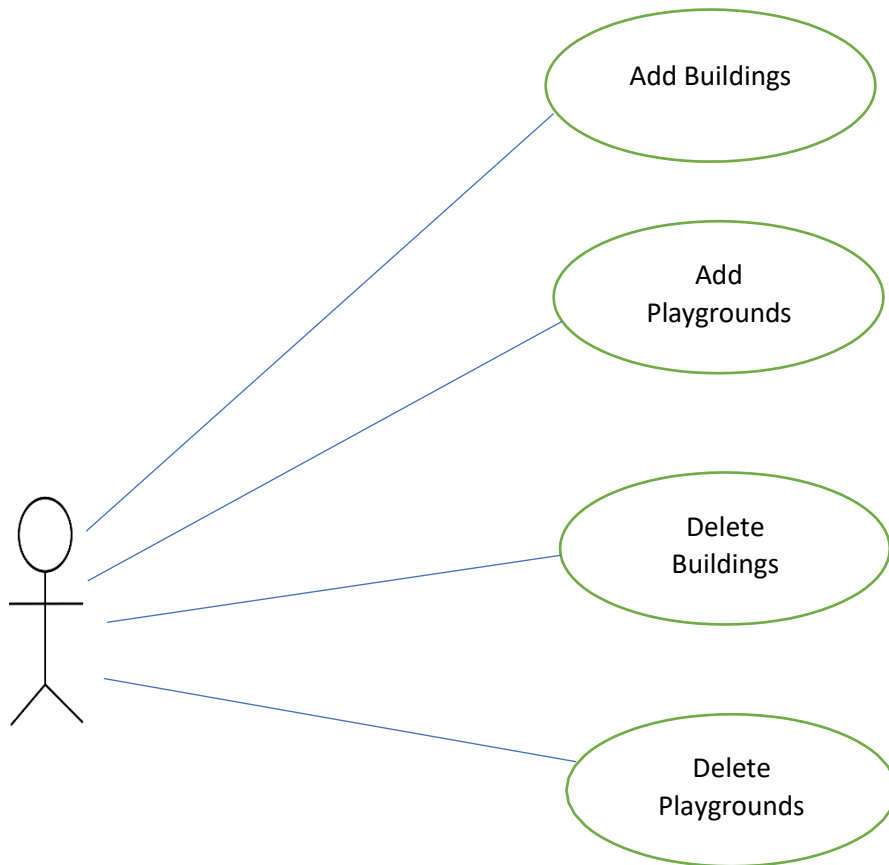 Add Buildings
Add
Playgrounds
Delete
Buildings
Delete
Playgrounds